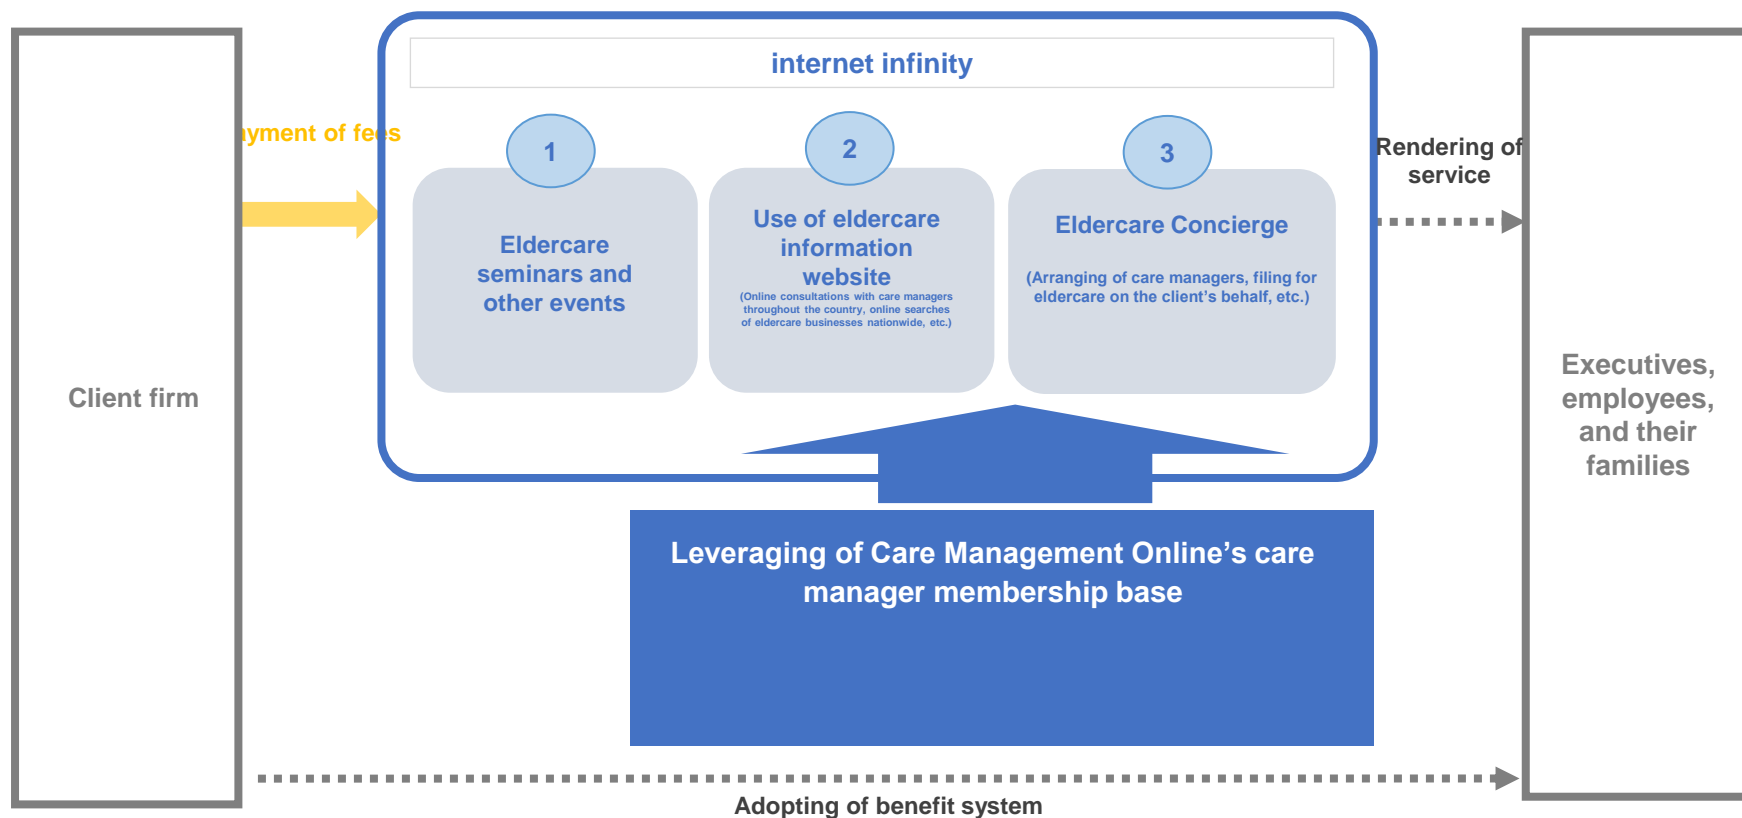 internet infinity
ayment of fees
1
2
3
Rendering of
service
Eldercare
seminars and
other events
Use of eldercare
information
website
(Online consultations with care managers
throughout the country, online searches
of eldercare businesses nationwide, etc.)
Eldercare Concierge
(Arranging of care managers, filing for
eldercare on the client’s behalf, etc.)
Client firm
Executives,
employees,
and their
families
Leveraging of Care Management Online’s care
manager membership base
Adopting of benefit system